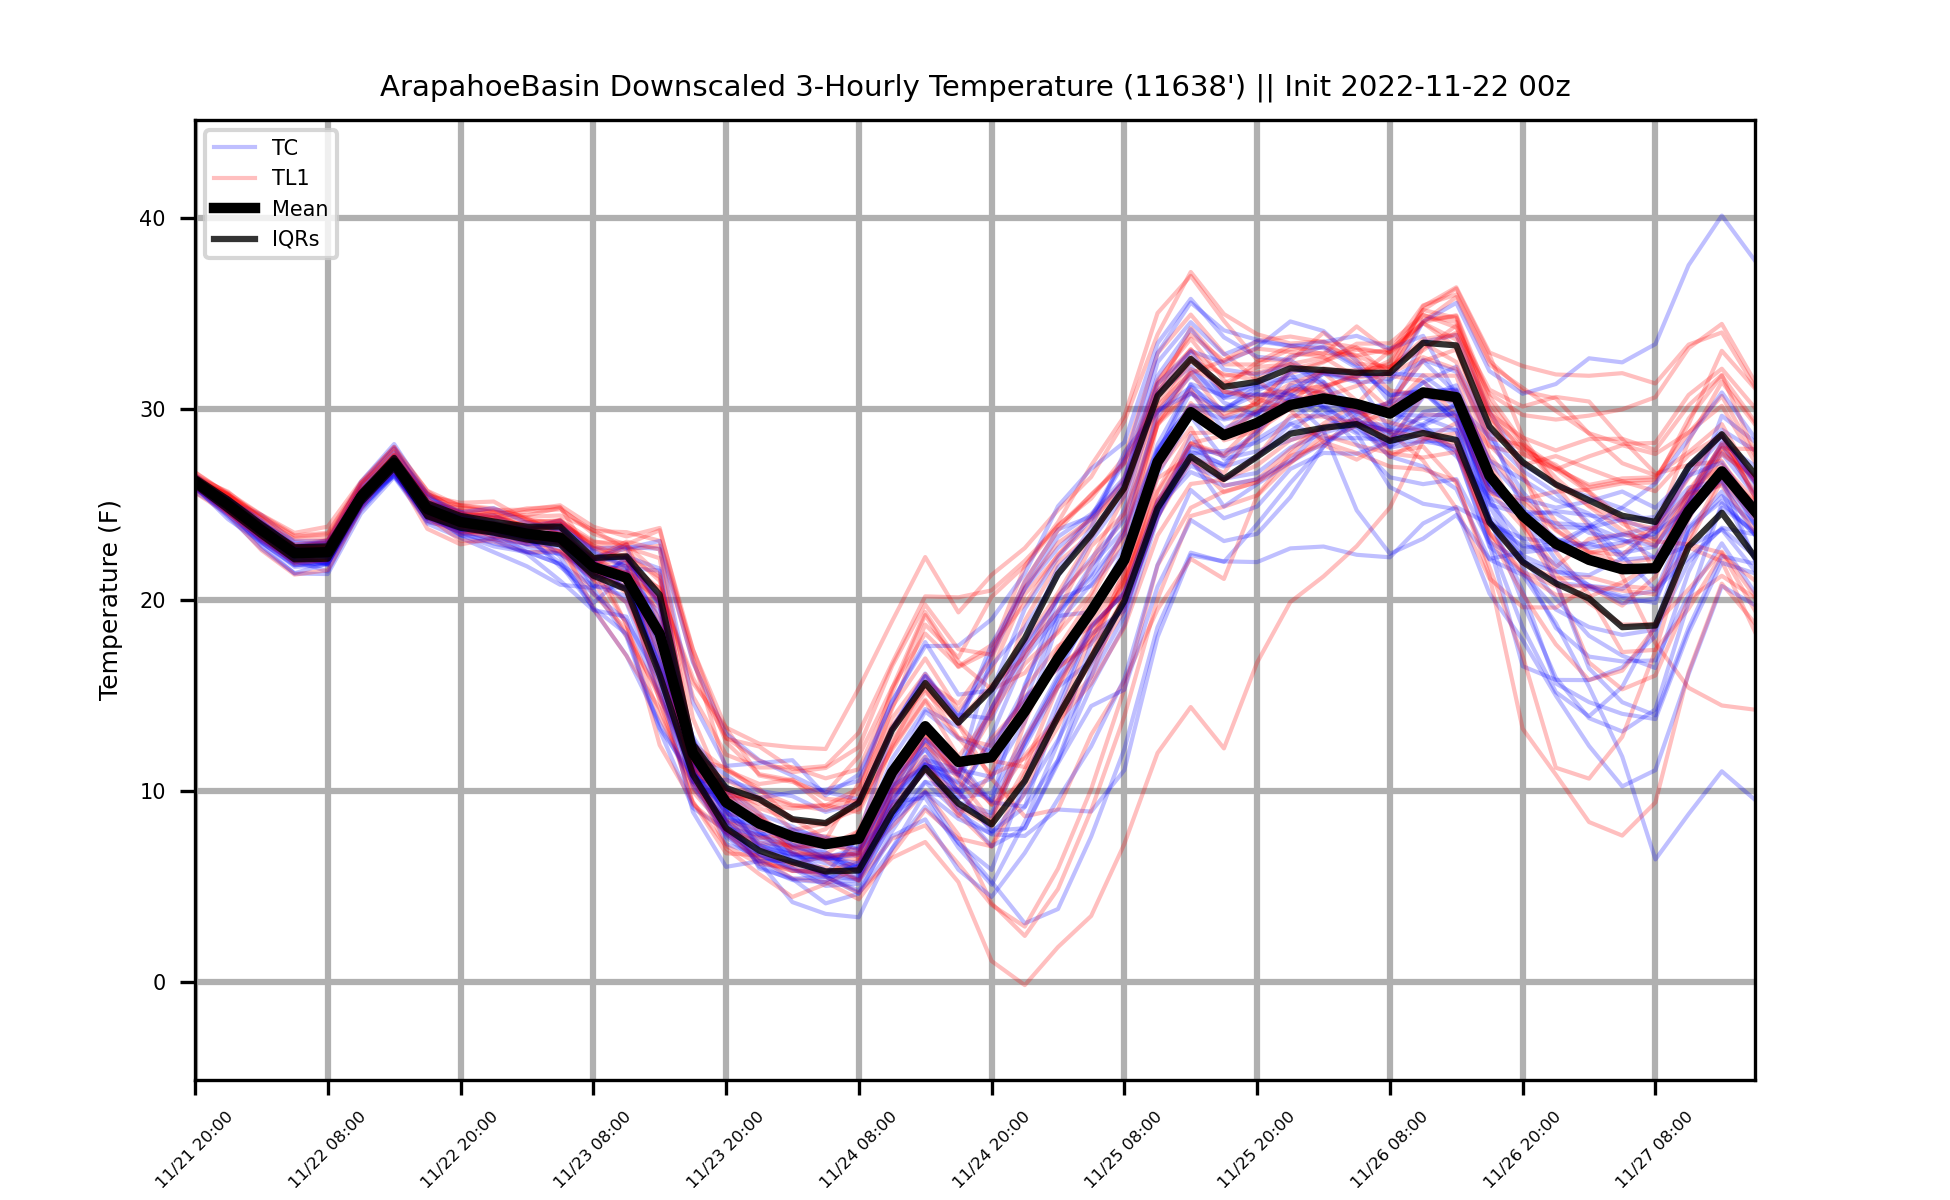 ArapahoeBasin Downscaled 3-Hourly Temperature (11638') || Init 2022-11-22 00z
TC
TL1
Mean
IQRs
Temperature (F)
40
30
20
10
0
11/21 20:00
11/22 08:00
11/22 20:00
11/23 08:00
11/23 20:00
11/24 08:00
11/24 20:00
11/25 08:00
11/25 20:00
11/26 08:00
11/26 20:00
11/27 08:00